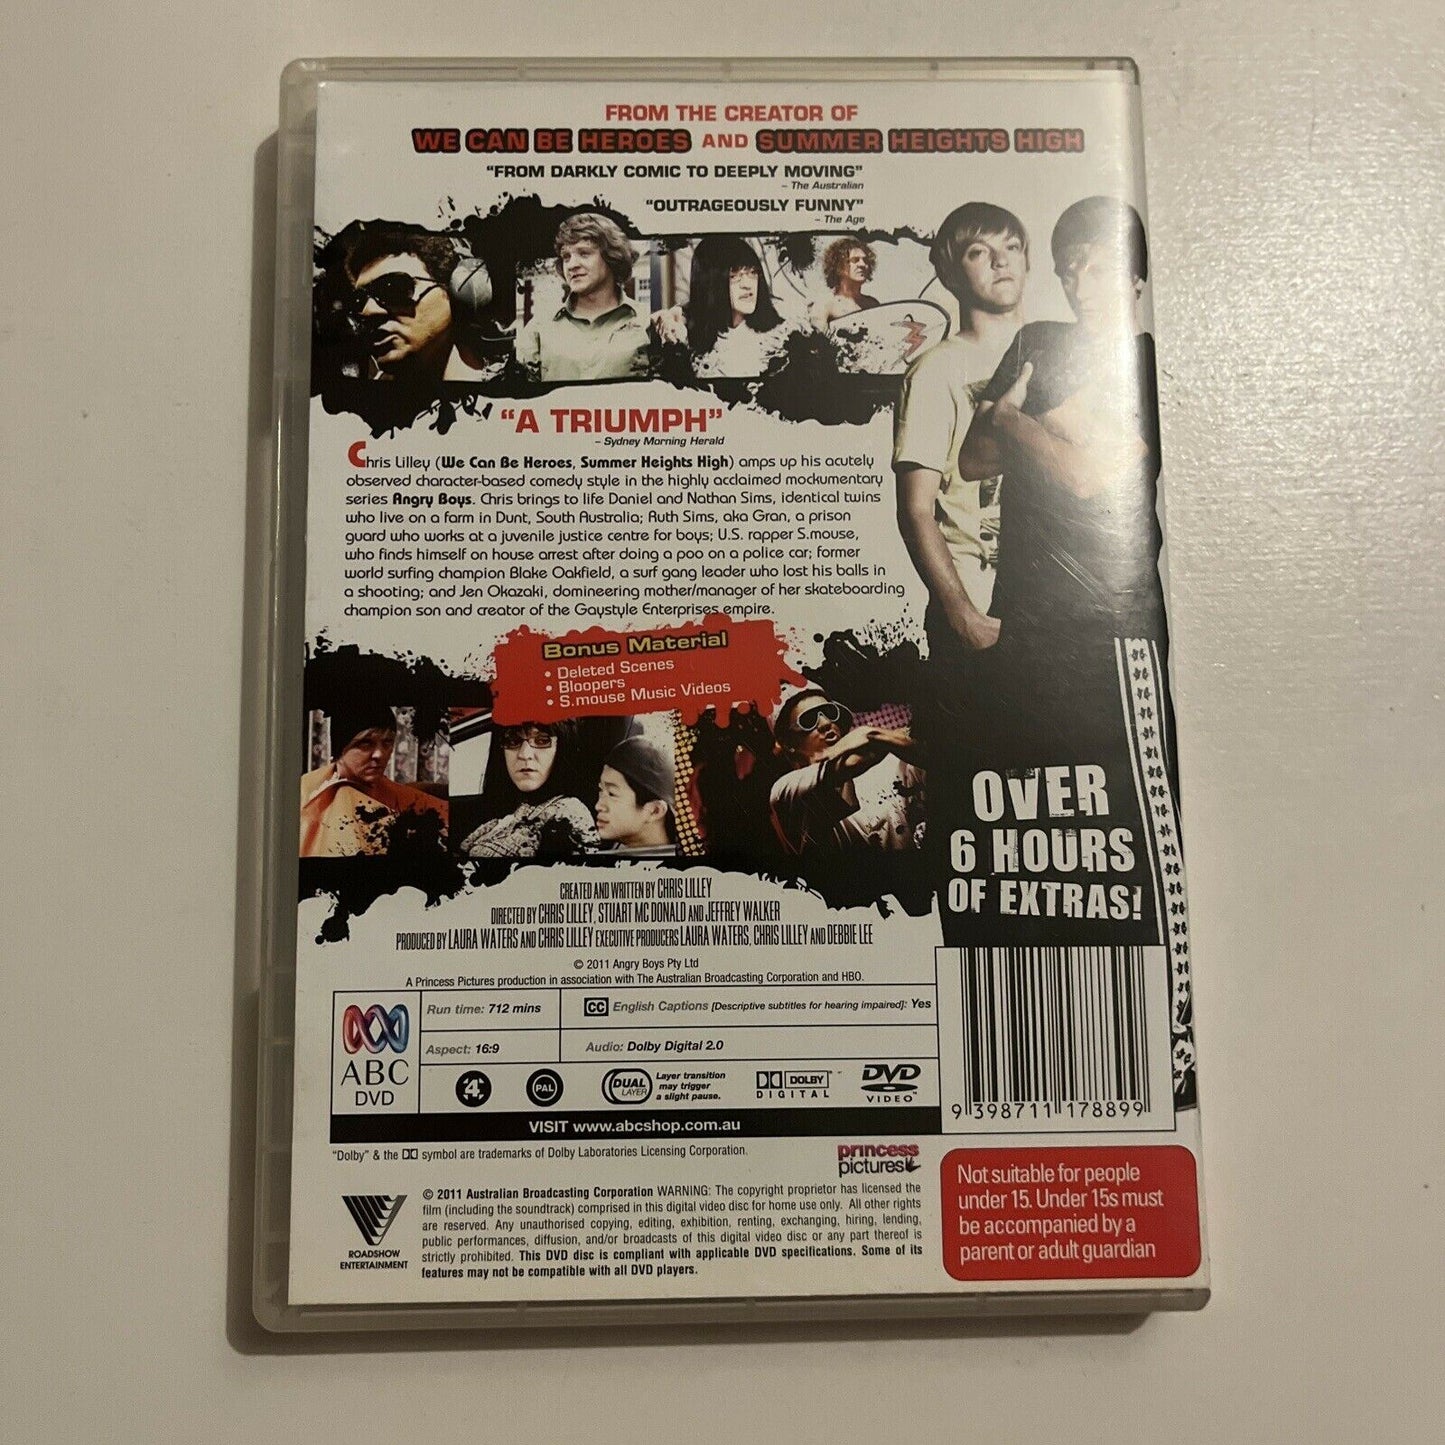 FROM THE CREATOR OF
WE CAN BE HEROES AND SUMMER HEIGHTS HIGH
"FROM DARKLY COMIC TO DEEPLY MOVING"
– The Australian
"OUTRAGEOUSLY FUNNY"
– The Age
"A TRIUMPH"
– Sydney Morning Herald
Chris Lilley (We Can Be Heroes, Summer Heights High) amps up his acutely
observed character-based comedy style in the highly acclaimed mockumentary
series Angry Boys. Chris brings to life Daniel and Nathan Sims, identical twins
who live on a farm in Dunt, South Australia; Ruth Sims, aka Gran, a prison
guard who works at a juvenile justice centre for boys; U.S. rapper S.mouse,
who finds himself on house arrest after doing a poo on a police car; former
world surfing champion Blake Oakfield, a surf gang leader who lost his balls in
a shooting; and Jen Okazaki, domineering mother/manager of her skateboarding
champion son and creator of the Gaystyle Enterprises empire.
Bonus Material
• Deleted Scenes
• Bloopers
• S.mouse Music Videos
OVER
6 HOURS
OF EXTRAS!
CREATED AND WRITTEN BY CHRIS LILLEY
DIRECTED BY CHRIS LILLEY, STUART MC DONALD AND JEFFREY WALKER
PRODUCED BY LAURA WATERS AND CHRIS LILLEY EXECUTIVE PRODUCERS LAURA WATERS, CHRIS LILLEY AND DEBBIE LEE
© 2011 Angry Boys Pty Ltd
A Princess Pictures production in association with The Australian Broadcasting Corporation and HBO.
ABC
DVD
Run time: 712 mins
CC English Captions [Descriptive subtitles for hearing impaired]: Yes
Aspect: 16:9
Audio: Dolby Digital 2.0
4
PAL
DUAL LAYER
Layer transition
may trigger
a slight pause.
DOLBY
DIGITAL
DVD
VIDEO™
VISIT www.abcshop.com.au
9 398711 178899
"Dolby" & the DD symbol are trademarks of Dolby Laboratories Licensing Corporation.
princess
pictures
ROADSHOW
ENTERTAINMENT
© 2011 Australian Broadcasting Corporation WARNING: The copyright proprietor has licensed the
film (including the soundtrack) comprised in this digital video disc for home use only. All other rights
are reserved. Any unauthorised copying, editing, exhibition, renting, exchanging, hiring, lending,
public performances, diffusion, and/or broadcasts of this digital video disc or any part thereof is
strictly prohibited. This DVD disc is compliant with applicable DVD specifications. Some of its
features may not be compatible with all DVD players.
Not suitable for people
under 15. Under 15s must
be accompanied by a
parent or adult guardian